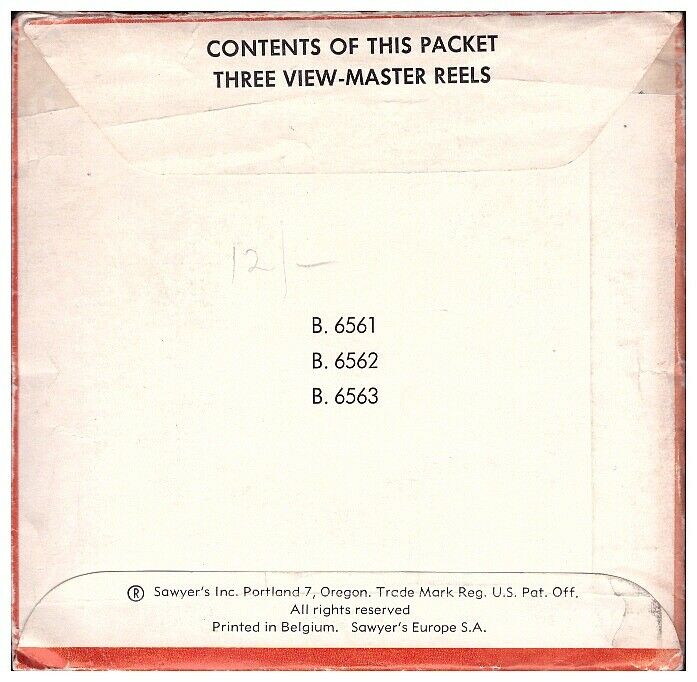 CONTENTS OF THIS PACKET
THREE VIEW-MASTER REELS
12/-
B. 6561
B. 6562
B. 6563
® Sawyer's Inc. Portland 7, Oregon. Trade Mark Reg. U.S. Pat. Off.
All rights reserved
Printed in Belgium. Sawyer's Europe S.A.